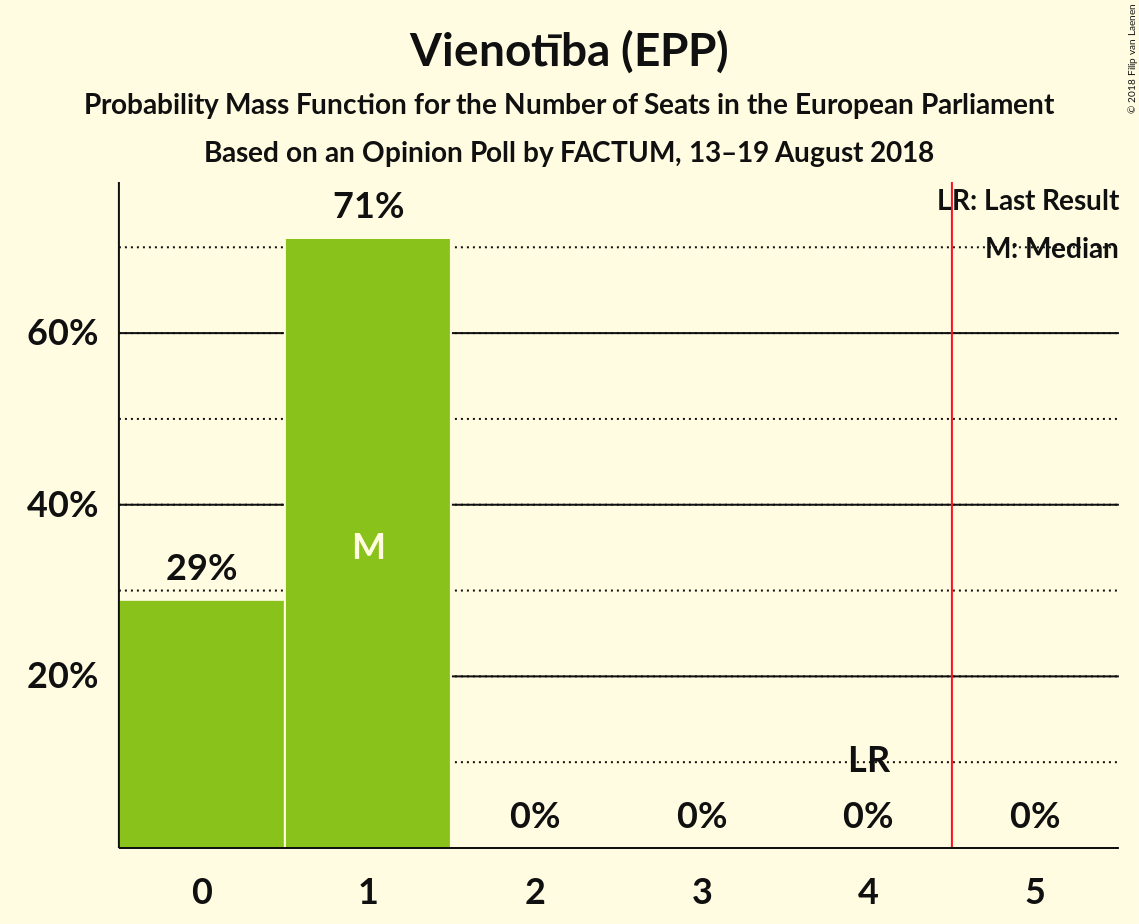 Vienotība (EPP)
Probability Mass Function for the Number of Seats in the European Parliament
Based on an Opinion Poll by FACTUM, 13–19 August 2018
© 2018 Filip van Laenen
LR: Last Result
M: Median
71%
60%
40%
M
29%
20%
LR
0% 0% 0% 0%
0 1 2 3 4 5